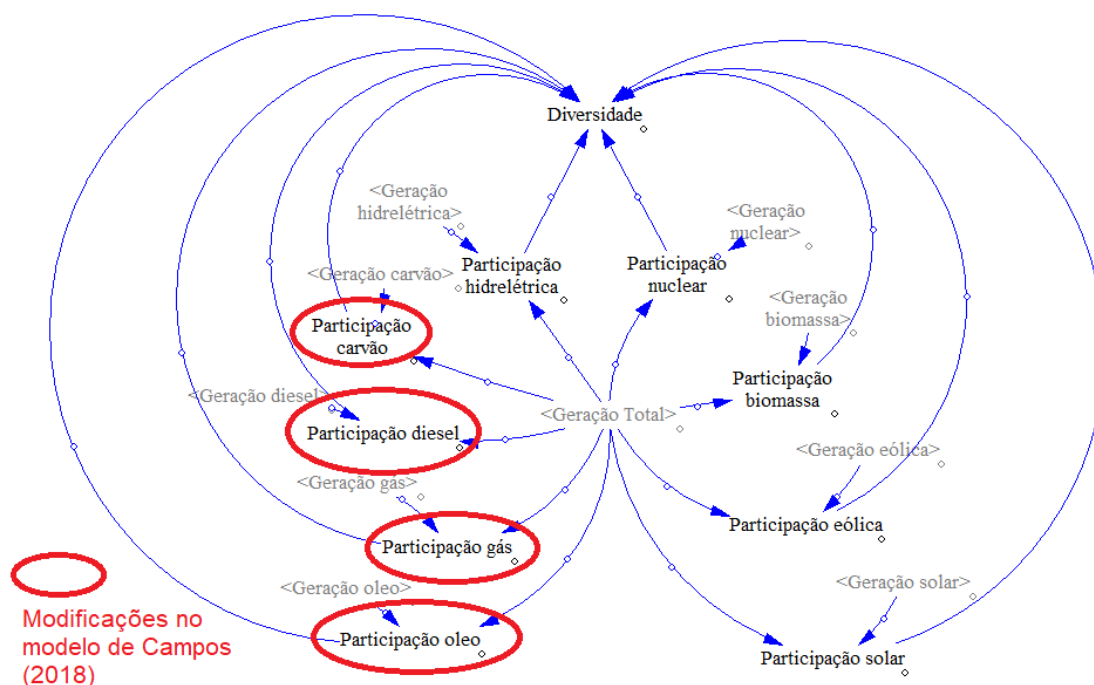 Diversidade
<Geração
hidrelétrica>
<Geração
nuclear>
Participação
hidrelétrica
Participação
nuclear
<Geração carvão>
<Geração
biomassa>
Participação
carvão
Participação
biomassa
<Geração diesel>
<Geração Total>
Participação diesel
<Geração eólica>
<Geração gás>
Participação eólica
Participação gás
<Geração oleo>
<Geração solar>
Participação oleo
Participação solar
Modificações no
modelo de Campos
(2018)